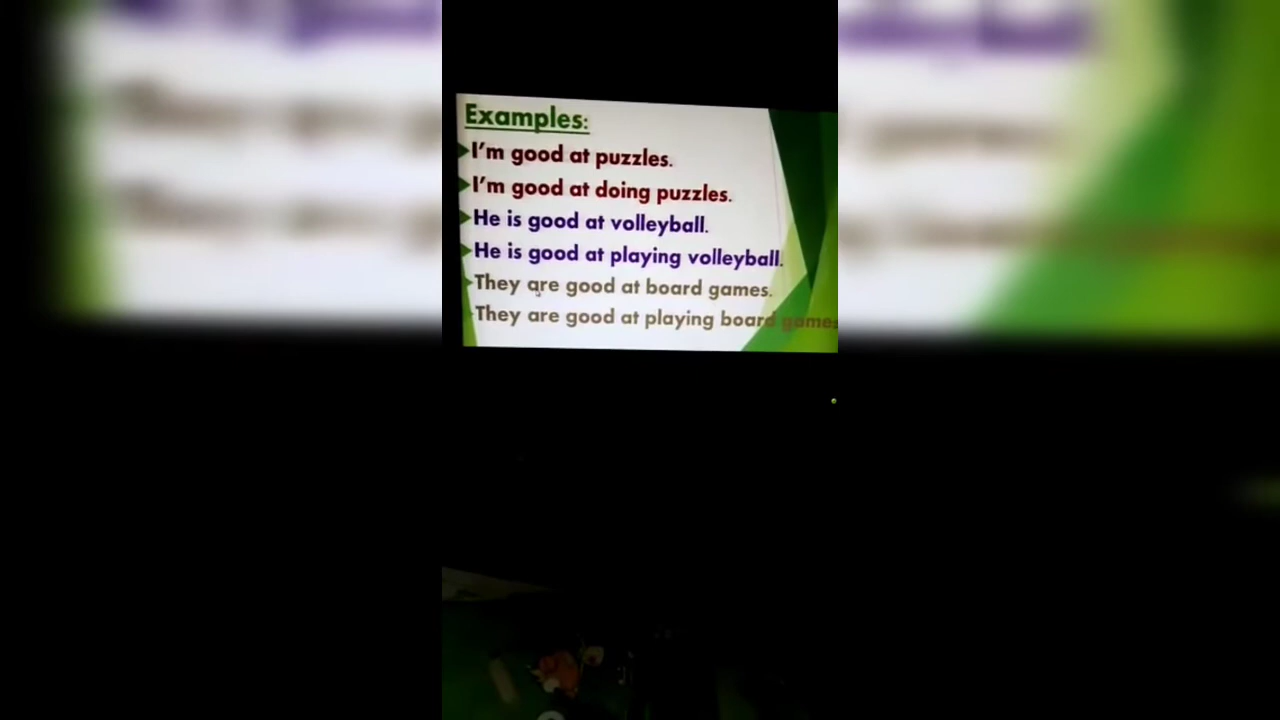 Examples:
I'm good at puzzles.
I'm good at doing puzzles.
He is good at volleyball.
He is good at playing volleyball.
They are good at board games.
They are good at playing board games